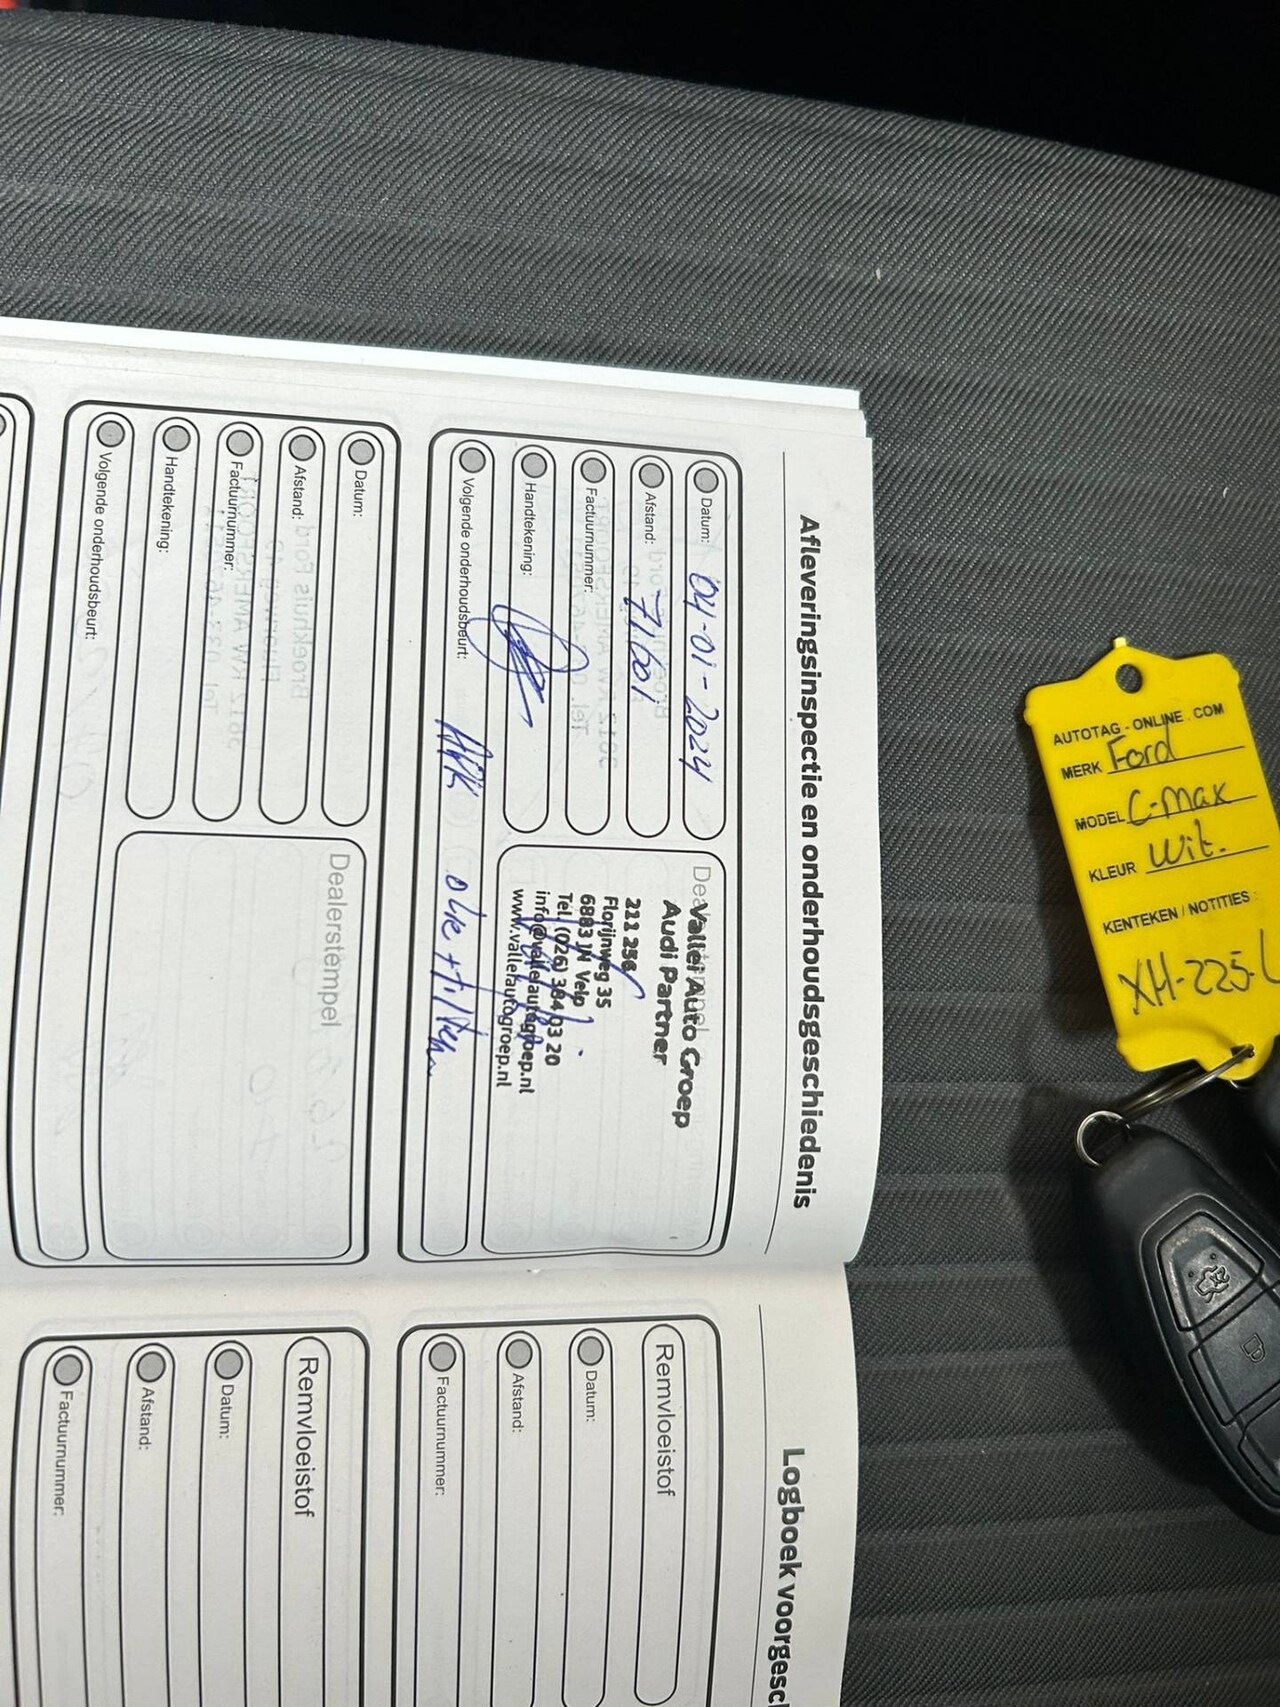 Afleveringsinspectie en onderhoudsgeschiedenis
Datum: 04-01-2024
Afstand: 71601
Factuurnummer:
Handtekening:
Volgende onderhoudsbeurt: APK olie + filter
Dealerstempel
Vallei Auto Groep
Audi Partner
211 256
Florijnweg 35
6883 JN Velp
Tel. (026) 384 03 20
info@valleiautogroep.nl
www.valleiautogroep.nl
Datum:
Afstand:
Factuurnummer:
Handtekening:
Volgende onderhoudsbeurt:
Dealerstempel
Logboek
Remvloeistof
Datum:
Afstand:
Factuurnummer:
Remvloeistof
Datum:
Afstand:
Factuurnummer:
AUTOTAG-ONLINE.COM
MERK Ford
MODEL C-Max
KLEUR Wit.
KENTEKEN / NOTITIES:
XH-225-